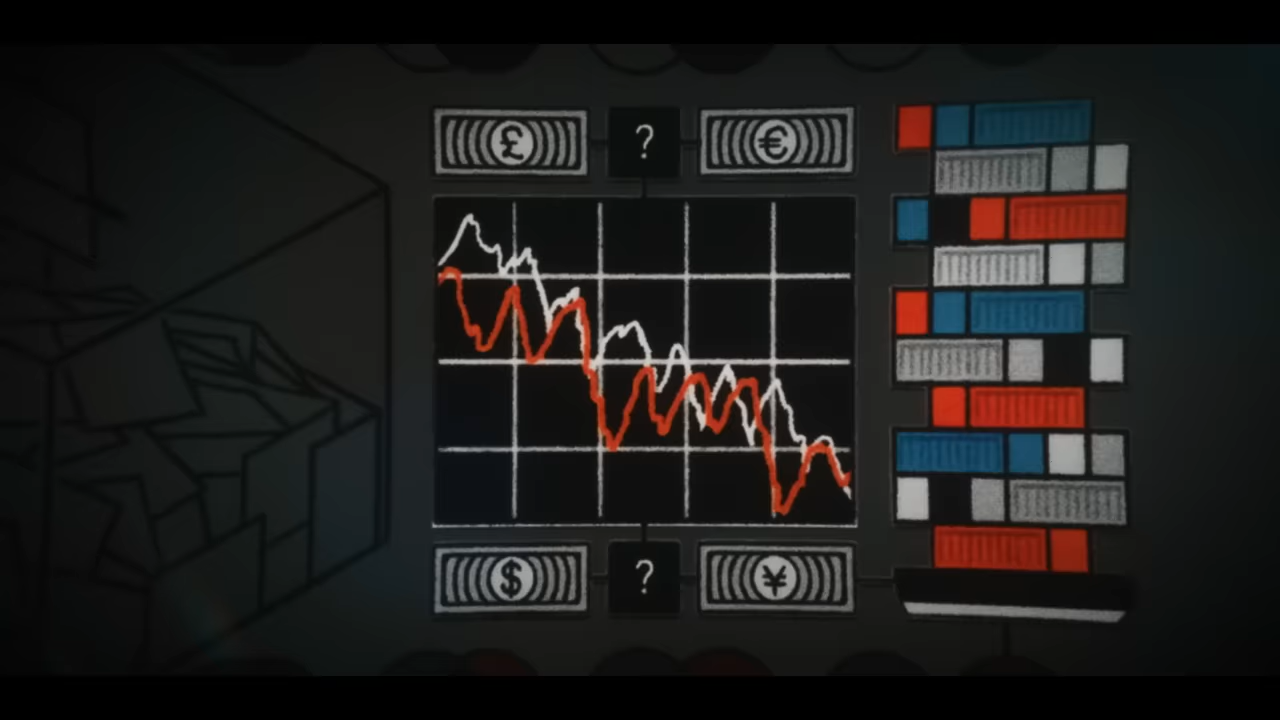 £ ? €
$ ? ¥